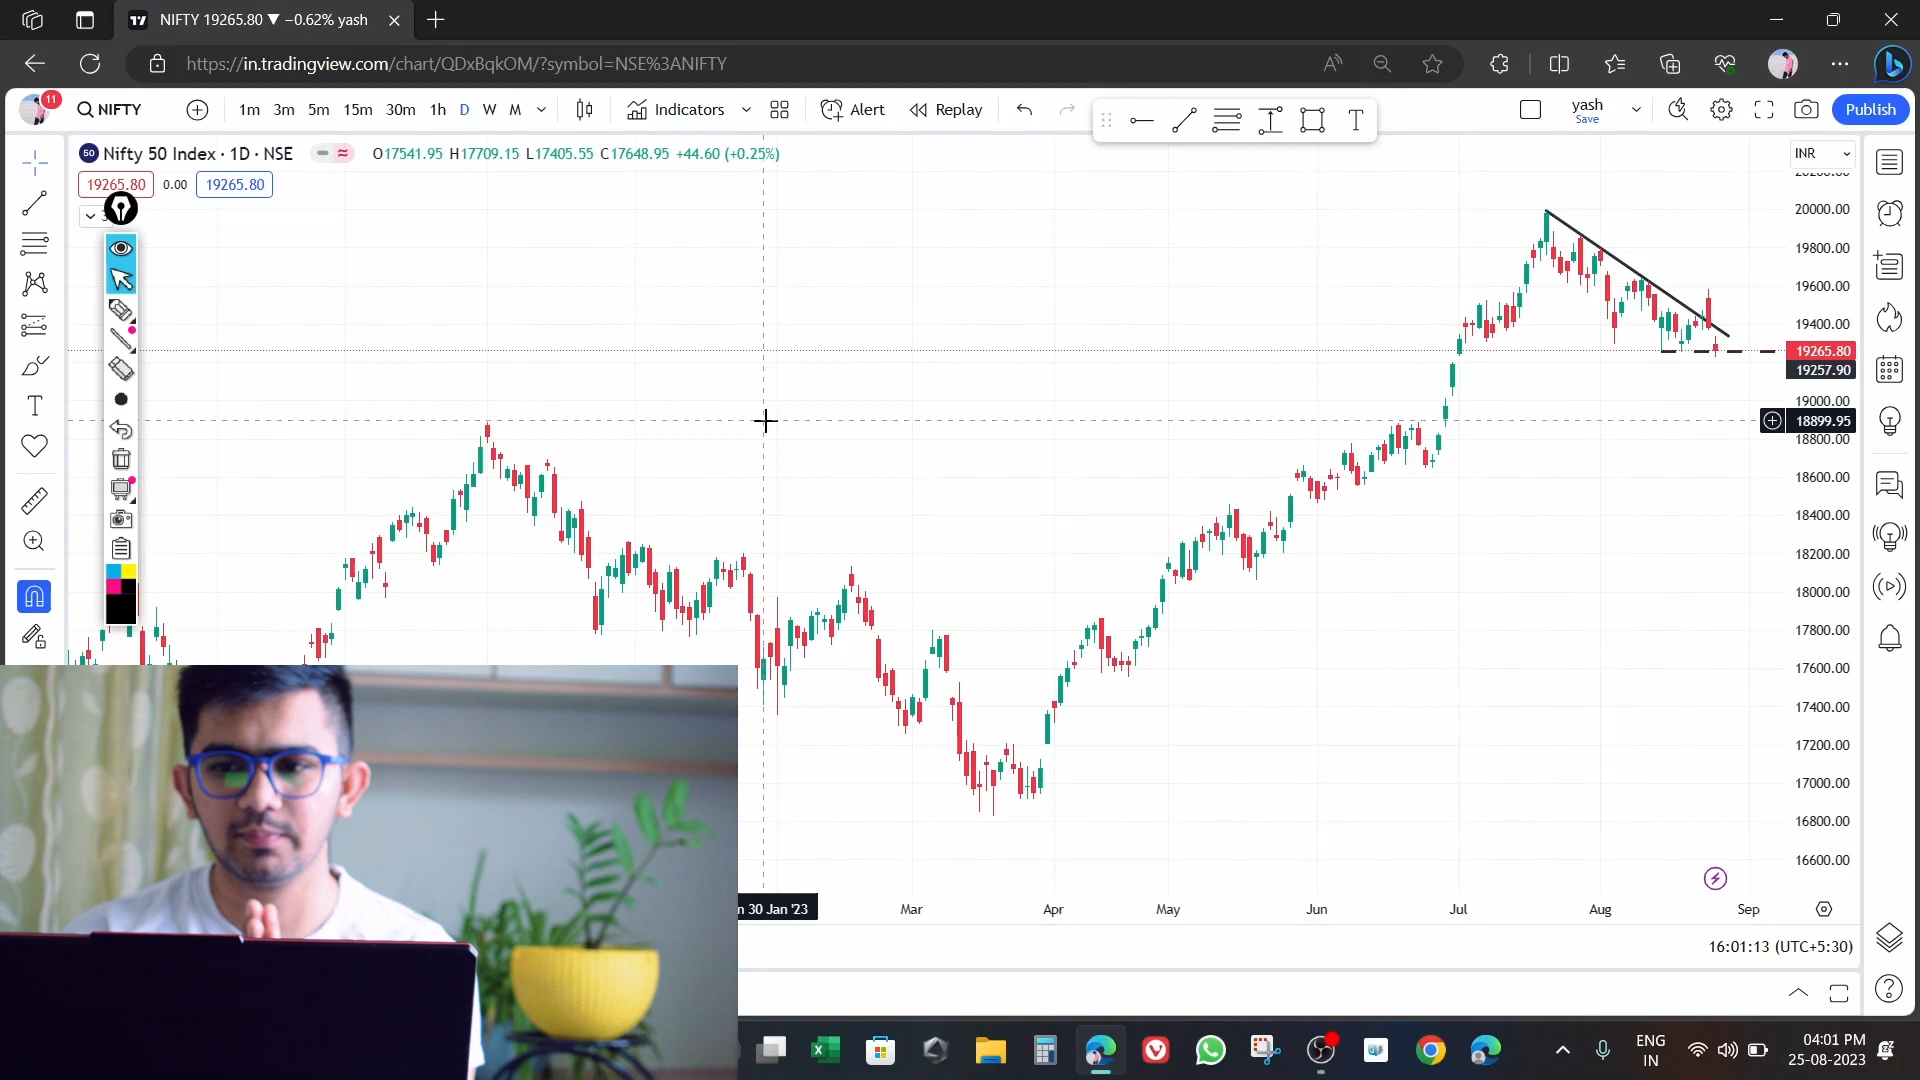 NIFTY 19265.80 ▼ −0.62% yash
https://in.tradingview.com/chart/QDxBqkOM/?symbol=NSE%3ANIFTY
11
NIFTY 1m 3m 5m 15m 30m 1h D W M Indicators Alert Replay T yash Save Publish
50 Nifty 50 Index · 1D · NSE O17541.95 H17709.15 L17405.55 C17648.95 +44.60 (+0.25%) INR
19265.80 0.00 19265.80
20000.00
19800.00
19600.00
19400.00
19265.80
19257.90
19000.00
18899.95
18800.00
18600.00
18400.00
18200.00
18000.00
17800.00
17600.00
17400.00
17200.00
17000.00
16800.00
16600.00
30 Jan '23 Mar Apr May Jun Jul Aug Sep
16:01:13 (UTC+5:30)
ENG IN
04:01 PM
25-08-2023